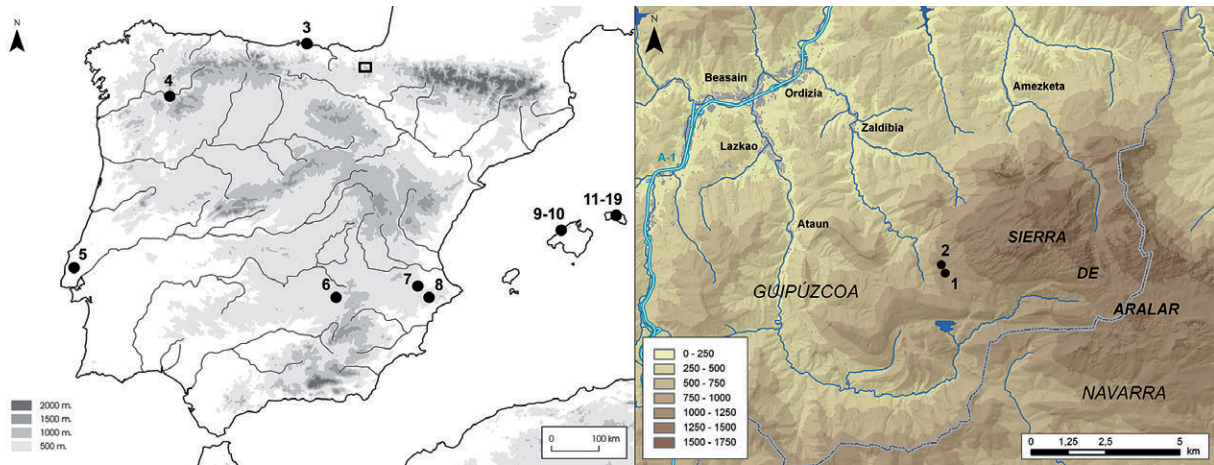 N
3
4
5
6
7
8
9-10
11-19
2000 m.
1500 m.
1000 m.
500 m.
0 100 km
N
Beasain
Ordizia
Amezketa
Zaldibia
Lazkao
A-1
Ataun
SIERRA
2
1
DE
GUIPÚZCOA
ARALAR
NAVARRA
0 - 250
250 - 500
500 - 750
750 - 1000
1000 - 1250
1250 - 1500
1500 - 1750
0 1,25 2,5 5
km